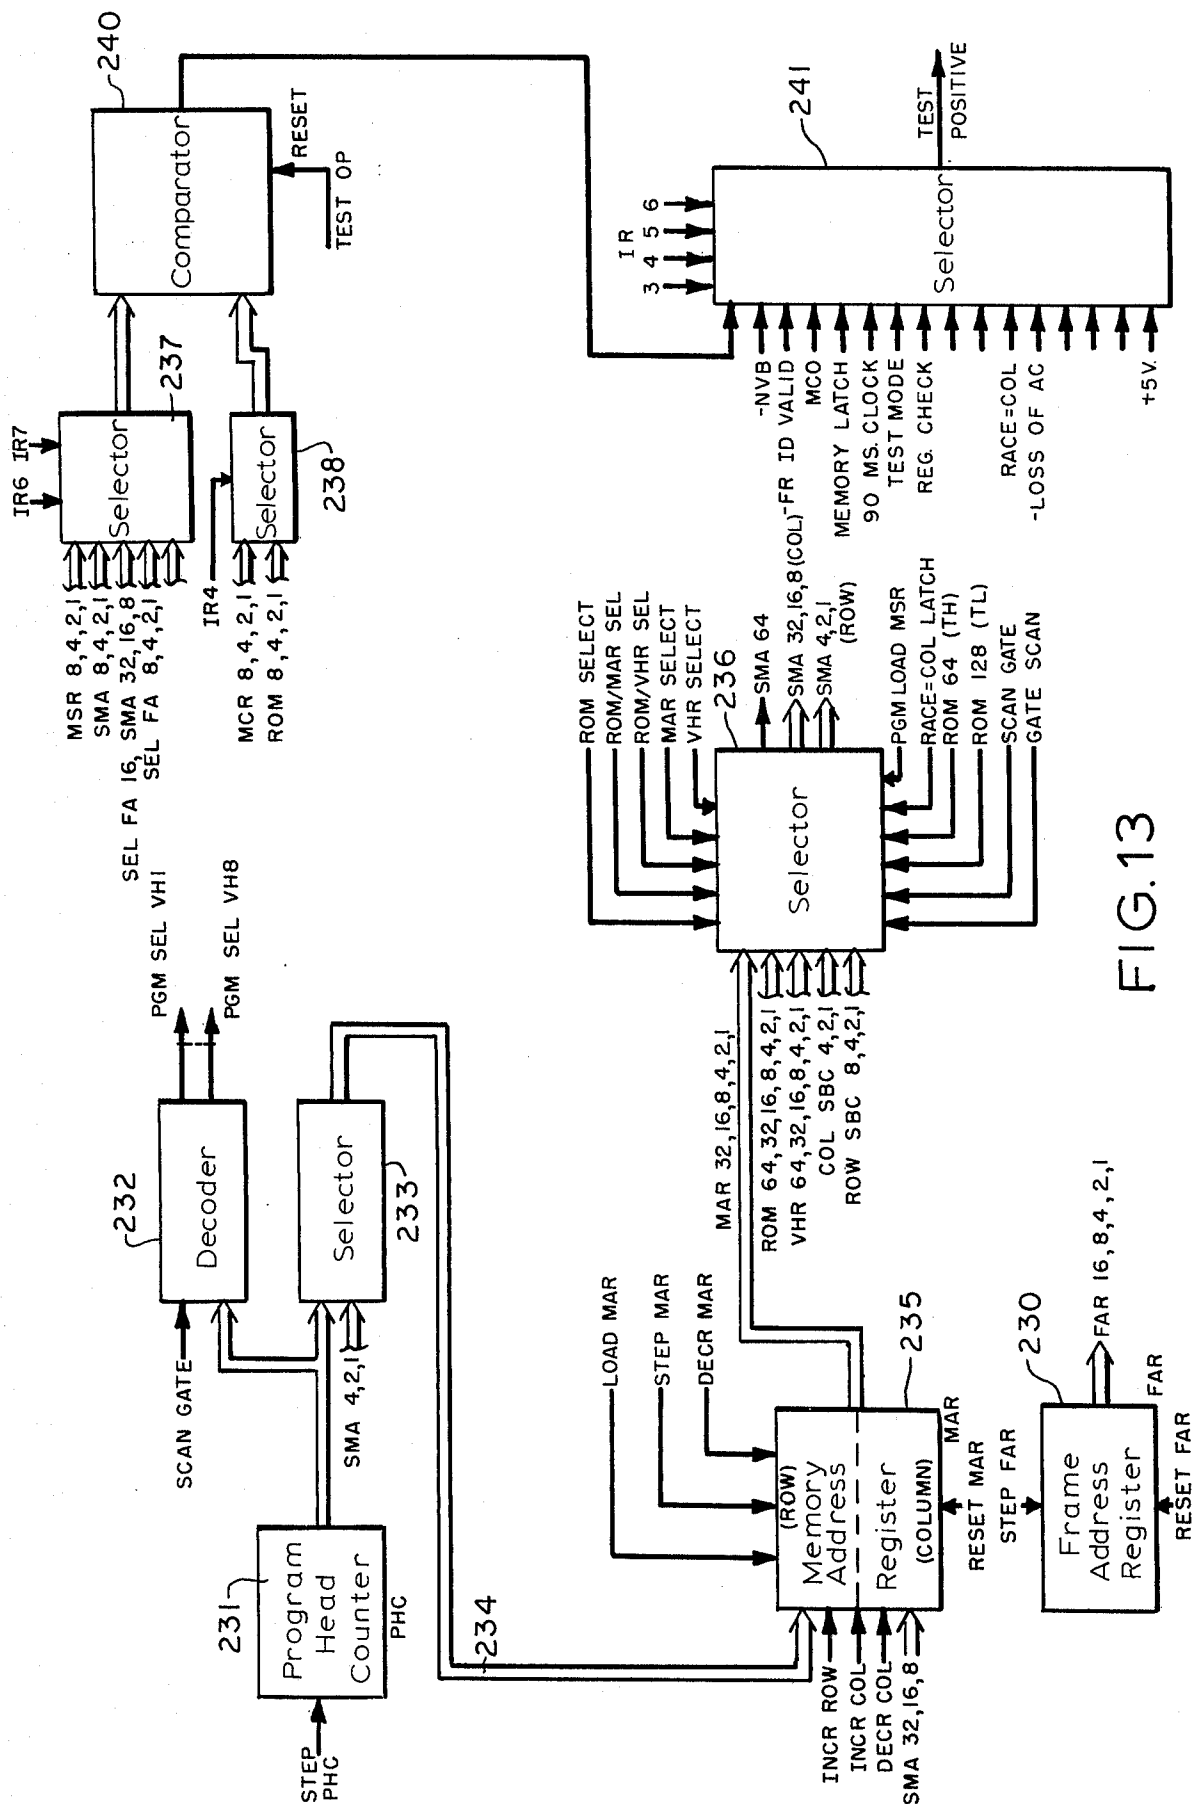 STEP
PHC
231
Program
Head
Counter
PHC
SCAN GATE
232
Decoder
PGM SEL VH1
PGM SEL VH8
SMA 4,2,1
Selector
233
234
IR6 IR7
MSR 8,4,2,1
SMA 8,4,2,1
SEL FA 16, SMA 32,16,8
SEL FA 8,4,2,1
Selector
237
IR4
MCR 8,4,2,1
ROM 8,4,2,1
Selector
238
240
Comparator
RESET
TEST OP
LOAD MAR
STEP MAR
DECR MAR
INCR ROW
INCR COL
DECR COL
SMA 32,16,8
(ROW)
Memory
Address
Register
(COLUMN)
235
MAR
RESET MAR
STEP FAR
230
Frame
Address
Register
FAR 16,8,4,2,1
FAR
RESET FAR
MAR 32,16,8,4,2,1
ROM 64,32,16,8,4,2,1
VHR 64,32,16,8,4,2,1
COL SBC 4,2,1
ROW SBC 8,4,2,1
ROM SELECT
ROM/MAR SEL
ROM/VHR SEL
MAR SELECT
VHR SELECT
236
Selector
SMA 64
SMA 32,16,8(COL)
SMA 4,2,1
(ROW)
PGM LOAD MSR
RACE=COL LATCH
ROM 64 (TH)
ROM 128 (TL)
SCAN GATE
GATE SCAN
IR
3 4 5 6
241
-NVB
-FR ID VALID
MCO
MEMORY LATCH
90 MS. CLOCK
TEST MODE
REG. CHECK
RACE=COL
-LOSS OF AC
+5V.
Selector
TEST
POSITIVE
FIG.13